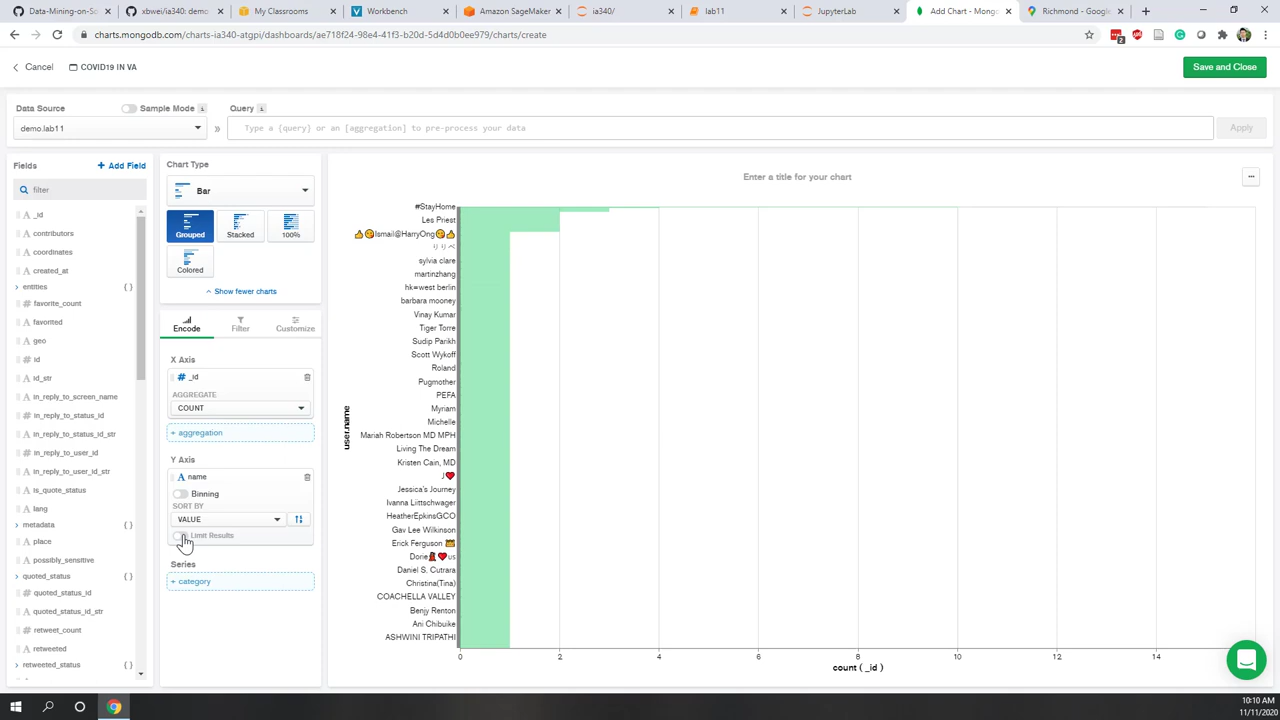 Data-Mining-on-So
xbwei/ia340: demo
My Classrooms
Workbench
Amazon SageMaker
ia340/
lab11
JupyterLab
Add Chart - Mong
Richmond - Google
charts.mongodb.com/charts-ia340-atgpi/dashboards/ae718f24-98e4-41f3-b20d-5d4d0b0ee979/charts/create
Cancel
COVID19 IN VA
Save and Close
Data Source
Sample Mode
Query
demo.lab11
Type a {query} or an [aggregation] to pre-process your data
Apply
Fields
+ Add Field
filter
_id
contributors
coordinates
created_at
entities { }
favorite_count
favorited
geo
id
id_str
in_reply_to_screen_name
in_reply_to_status_id
in_reply_to_status_id_str
in_reply_to_user_id
in_reply_to_user_id_str
is_quote_status
lang
metadata { }
place
possibly_sensitive
quoted_status { }
quoted_status_id
quoted_status_id_str
retweet_count
retweeted
retweeted_status { }
Chart Type
Bar
Grouped
Stacked
100%
Colored
Show fewer charts
Encode
Filter
Customize
X Axis
# _id
AGGREGATE
COUNT
+ aggregation
Y Axis
A name
Binning
SORT BY
VALUE
Limit Results
Series
+ category
Enter a title for your chart
user.name
#StayHome
Les Priest
👍😘Ismail@HarryOng😘👍
りりぺ
sylvia clare
martinzhang
hk=west berlin
barbara mooney
Vinay Kumar
Tiger Torre
Sudip Parikh
Scott Wykoff
Roland
Pugmother
PEFA
Myriam
Michelle
Mariah Robertson MD MPH
Living The Dream
Kristen Cain, MD
J❤️
Jessica's Journey
Ivanna Littschwager
HeatherEpkinsGCO
Gav Lee Wilkinson
Erick Ferguson
Dorie ❤️us
Daniel S. Cutrara
Christina(Tina)
COACHELLA VALLEY
Benjy Renton
Ani Chibuike
ASHWINI TRIPATHI
0 2 4 6 8 10 12 14
count ( _id )
10:10 AM
11/11/2020